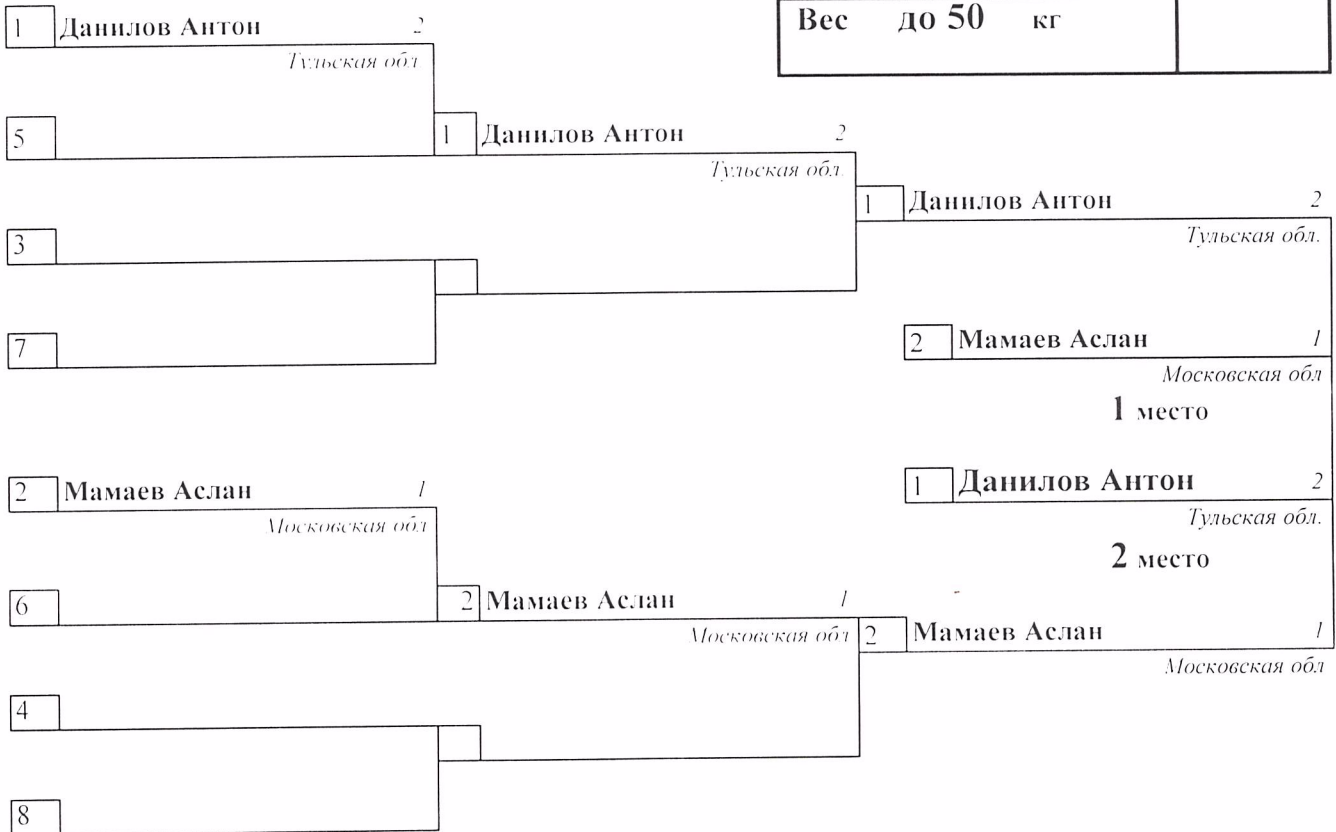 Вес до 50 кг
1 Данилов Антон 2
Тульская обл
5
1 Данилов Антон 2
Тульская обл.
3
1 Данилов Антон 2
Тульская обл.
7
2 Мамаев Аслан 1
Московская обл
1 место
2 Мамаев Аслан 1
Московская обл
1 Данилов Антон 2
Тульская обл.
2 место
6
2 Мамаев Аслан 1
Московская обл
2 Мамаев Аслан 1
Московская обл
4
8